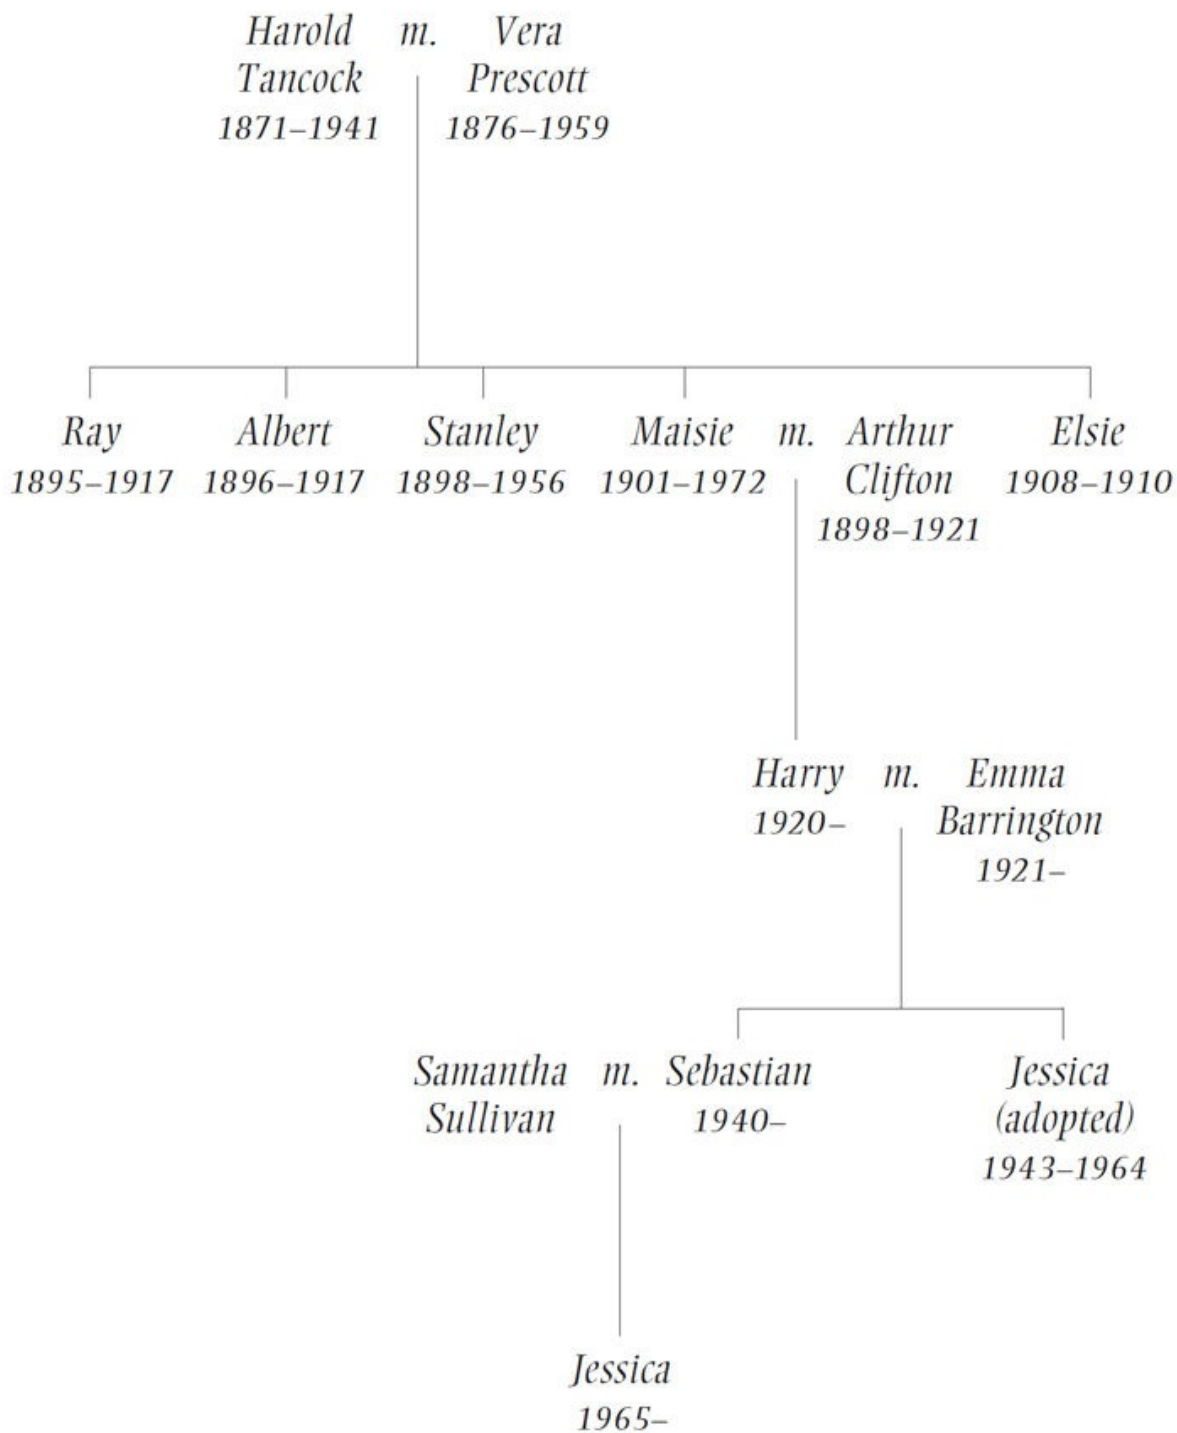 Harold m. Vera
Tancock Prescott
1871–1941 1876–1959
Ray Albert Stanley Maisie m. Arthur Elsie
1895–1917 1896–1917 1898–1956 1901–1972 Clifton 1908–1910
1898–1921
Harry m. Emma
1920– Barrington
1921–
Samantha m. Sebastian Jessica
Sullivan 1940– (adopted)
1943–1964
Jessica
1965–